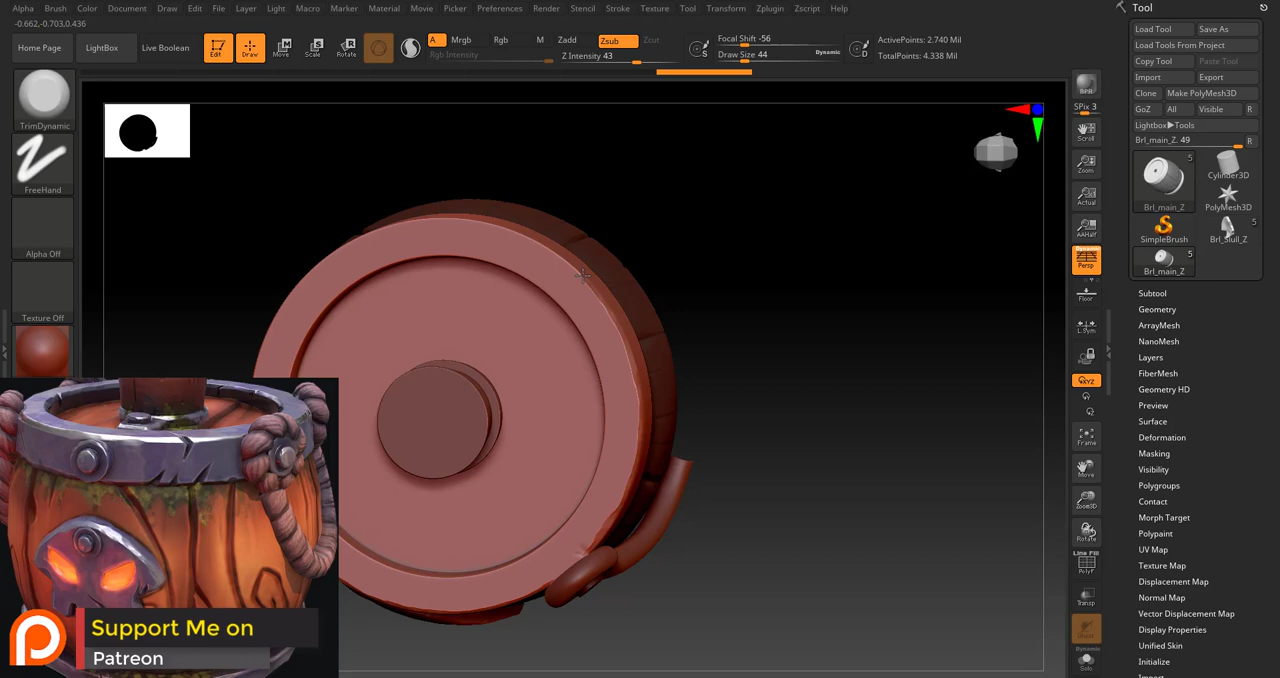 Alpha Brush Color Document Draw Edit File Layer Light Macro Marker Material Movie Picker Preferences Render Stencil Stroke Texture Tool Transform Zplugin Zscript Help
-0.662,-0.703,0.436
Home Page LightBox Live Boolean Edit Draw Move Scale Rotate A Mrgb Rgb M Zadd Zsub Zcut
Rgb Intensity Z Intensity 43
Focal Shift -56
Draw Size 44 Dynamic
ActivePoints: 2.740 Mil
TotalPoints: 4.338 Mil
TrimDynamic
FreeHand
Alpha Off
Texture Off
Support Me on
Patreon
BPR
SPix 3
Scroll
Zoom
Actual
AAHalf
Dynamic
Persp
Floor
L.Sym
XYZ
Frame
Move
Zoom3D
Rotate
Line Fill
PolyF
Transp
Dynamic
Solo
Tool
Load Tool Save As
Load Tools From Project
Copy Tool Paste Tool
Import Export
Clone Make PolyMesh3D
GoZ All Visible R
Lightbox▶Tools
Brl_main_Z. 49 R
5
Brl_main_Z
Cylinder3D
PolyMesh3D
SimpleBrush
5
Brl_Slull_Z
5
Brl_main_Z
Subtool
Geometry
ArrayMesh
NanoMesh
Layers
FiberMesh
Geometry HD
Preview
Surface
Deformation
Masking
Visibility
Polygroups
Contact
Morph Target
Polypaint
UV Map
Texture Map
Displacement Map
Normal Map
Vector Displacement Map
Display Properties
Unified Skin
Initialize
Import